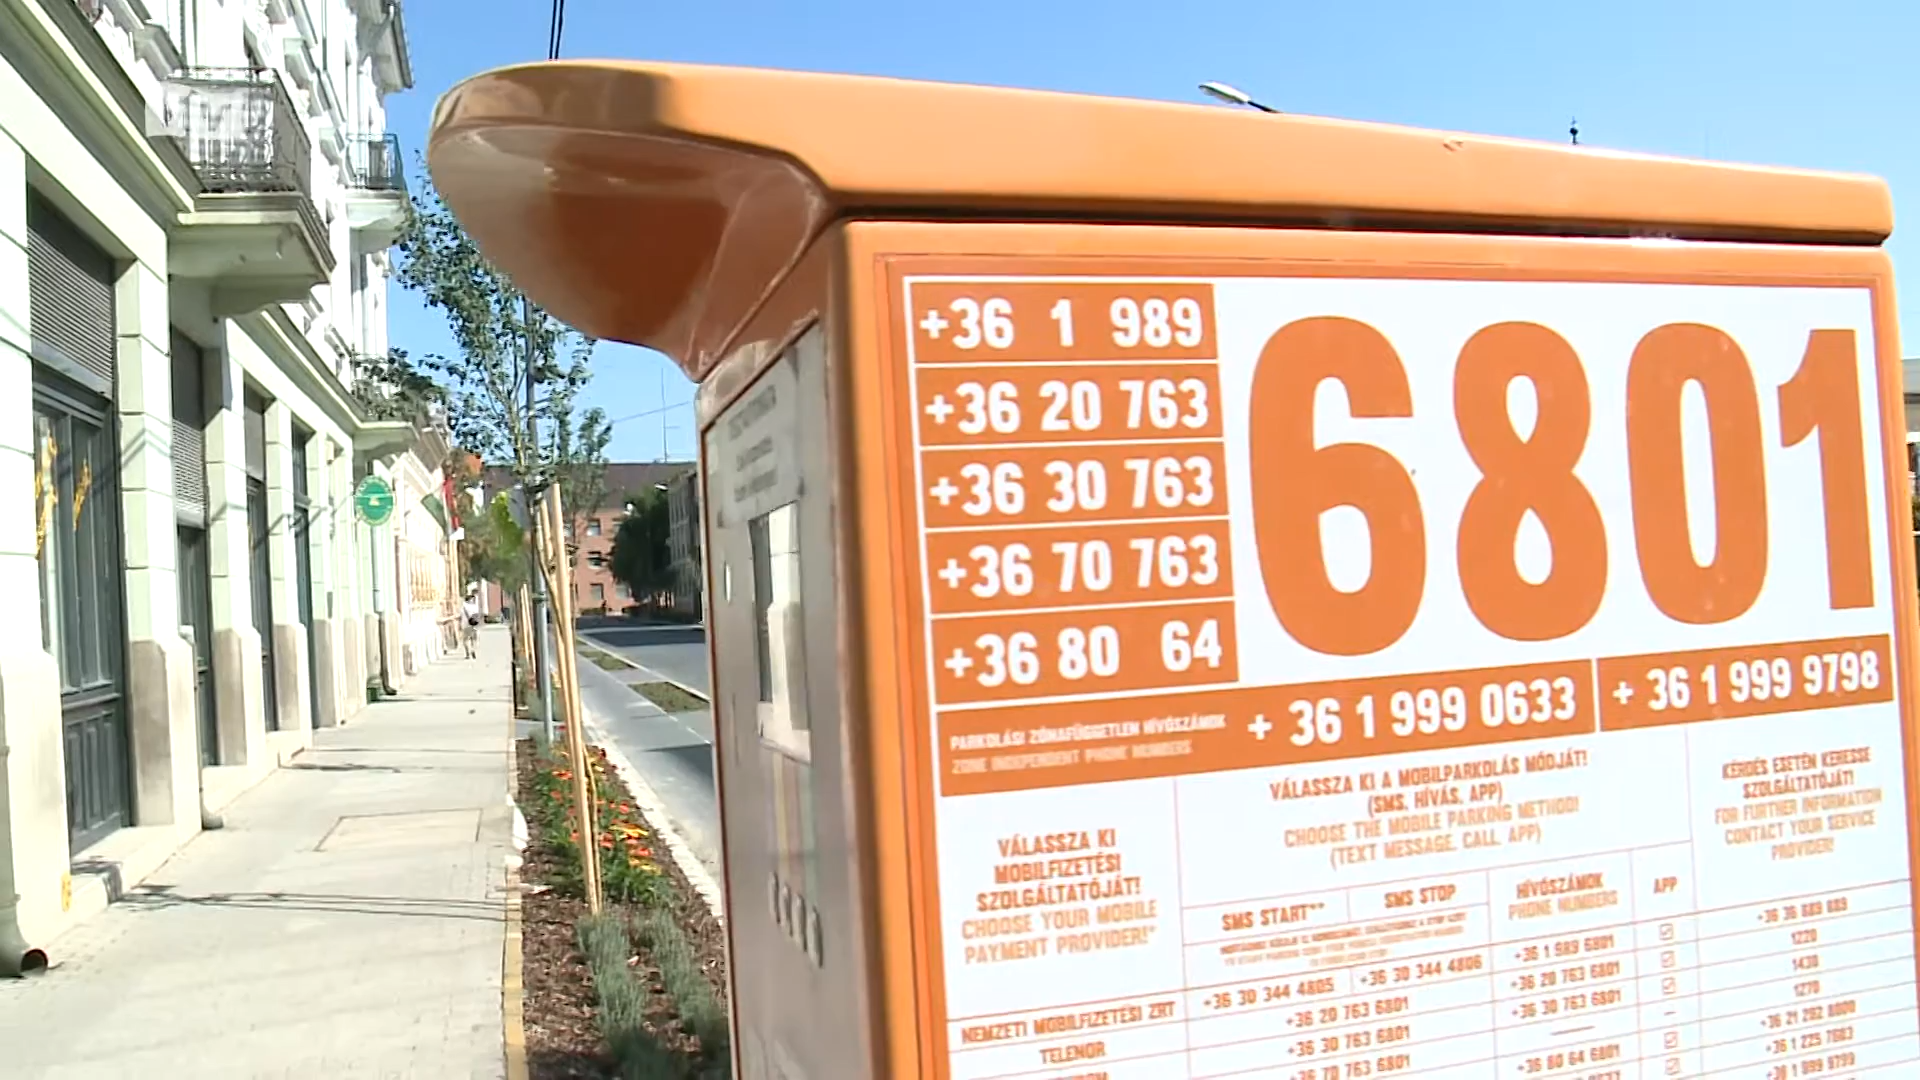 +36 1 989
+36 20 763
+36 30 763
+36 70 763
+36 80 64
6801
PARKOLÁSI ZÓNAFÜGGETLEN HÍVÓSZÁMOK
ZONE INDEPENDENT PHONE NUMBERS
+ 36 1 999 0633
+ 36 1 999 9798
VÁLASSZA KI
MOBILFIZETÉSI
SZOLGÁLTATÓJÁT!
CHOOSE YOUR MOBILE
PAYMENT PROVIDER!*
VÁLASSZA KI A MOBILPARKOLÁS MÓDJÁT!
(SMS, HÍVÁS, APP)
CHOOSE THE MOBILE PARKING METHOD!
(TEXT MESSAGE, CALL, APP)
KÉRDÉS ESETÉN KERESSE
SZOLGÁLTATÓJÁT!
FOR FURTHER INFORMATION
CONTACT YOUR SERVICE
PROVIDER!
SMS START**
SMS STOP
HÍVÓSZÁMOK
PHONE NUMBERS
APP
NEMZETI MOBILFIZETÉSI ZRT
+36 30 344 4805
+36 30 344 4806
+36 1 989 6801
+36 36 689 889
TELENOR
+36 20 763 6801
+36 20 763 6801
1220
+36 30 763 6801
+36 30 763 6801
1430
+36 70 763 6801
1270
+36 80 64 6801